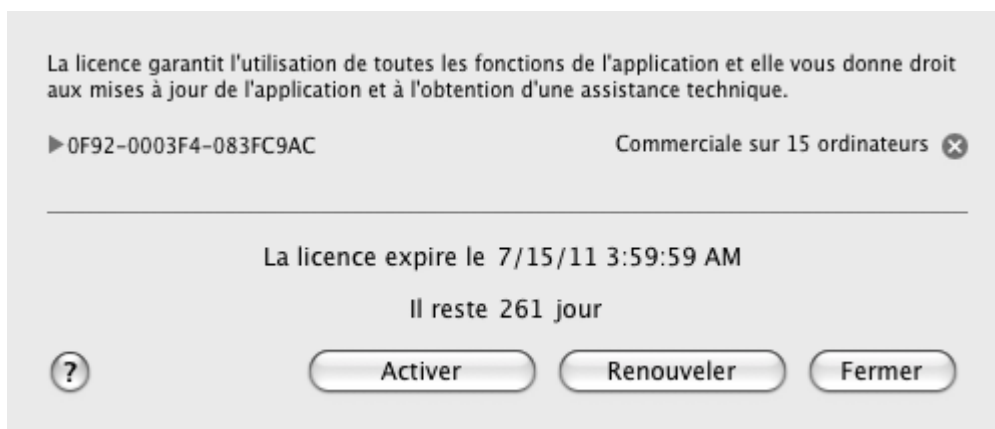 La licence garantit l'utilisation de toutes les fonctions de l'application et elle vous donne droit
aux mises à jour de l'application et à l'obtention d'une assistance technique.
0F92-0003F4-083FC9AC Commerciale sur 15 ordinateurs
La licence expire le 7/15/11 3:59:59 AM
Il reste 261 jour
? Activer Renouveler Fermer